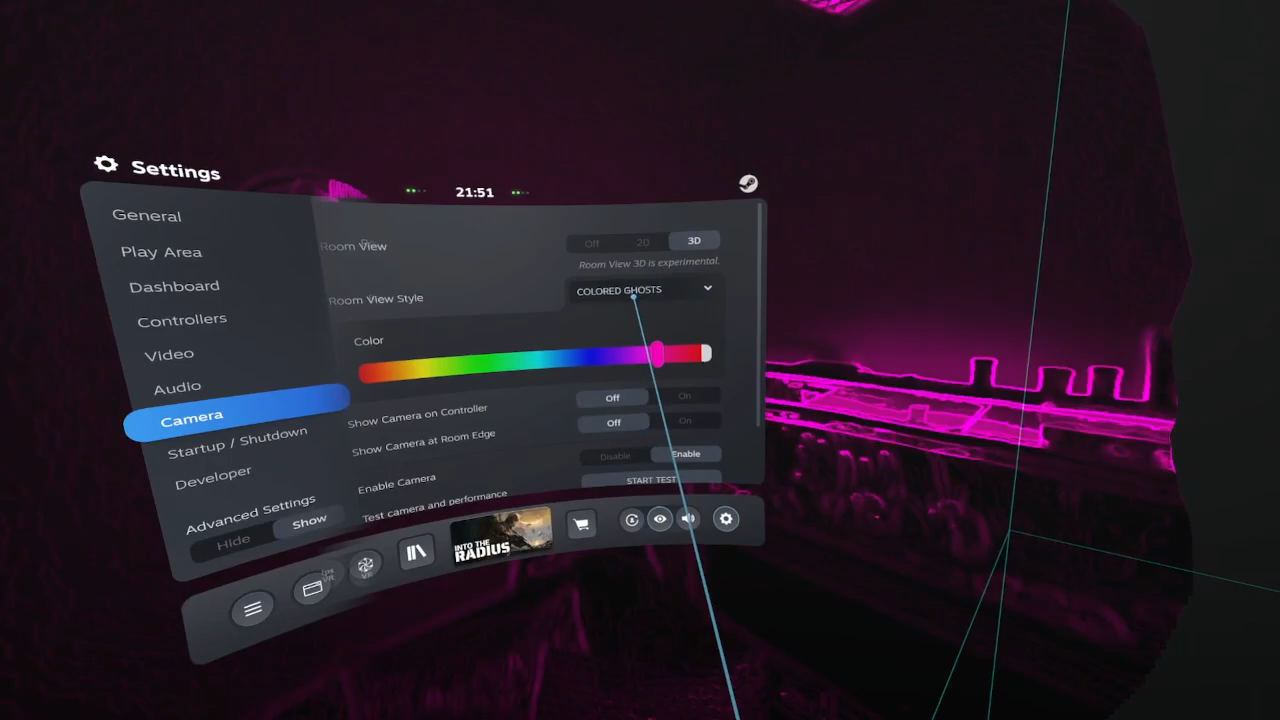 Settings
21:51
General
Play Area
Dashboard
Controllers
Video
Audio
Camera
Startup / Shutdown
Developer
Advanced Settings
Hide
Show
Room View
Off
2D
3D
Room View 3D is experimental.
Room View Style
COLORED GHOSTS
Color
Show Camera on Controller
Off
On
Show Camera at Room Edge
Off
On
Enable Camera
Disable
Enable
Test camera and performance
START TEST
INTO THE
RADIUS
VR
VR